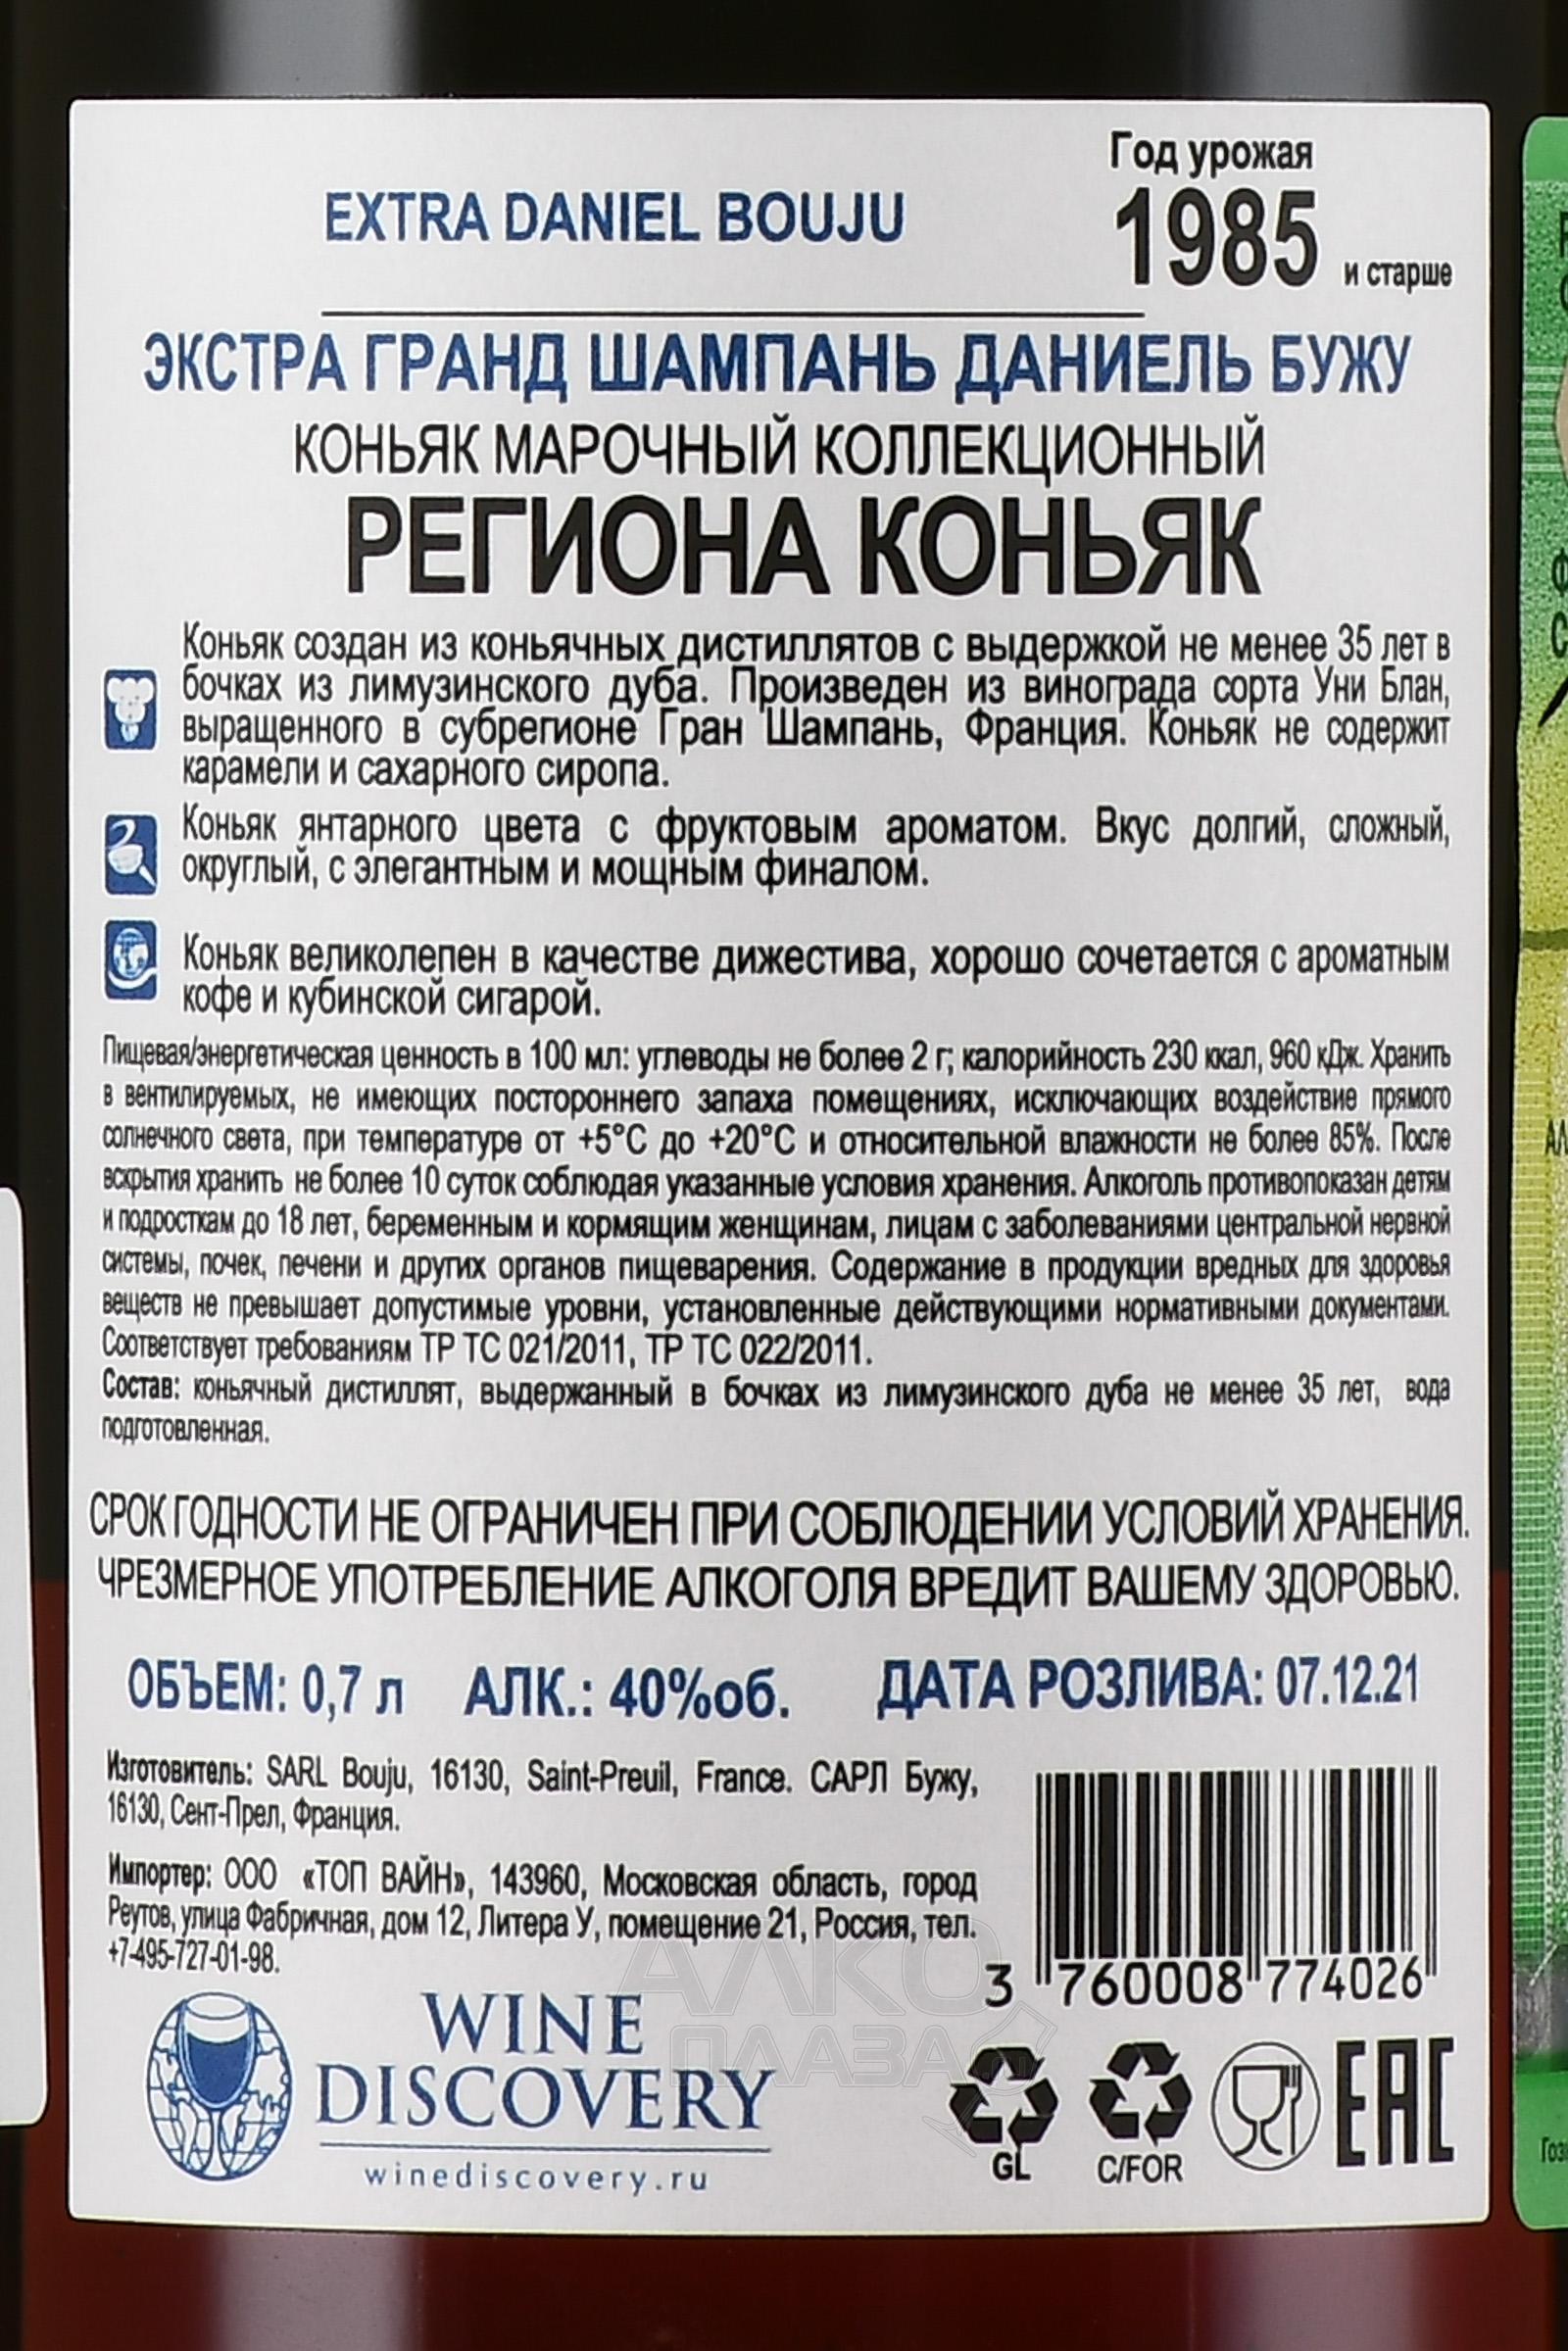 Год урожая
EXTRA DANIEL BOUJU
1985 и старше
ЭКСТРА ГРАНД ШАМПАНЬ ДАНИЕЛЬ БУЖУ
КОНЬЯК МАРОЧНЫЙ КОЛЛЕКЦИОННЫЙ
РЕГИОНА КОНЬЯК
Коньяк создан из коньячных дистиллятов с выдержкой не менее 35 лет в
бочках из лимузинского дуба. Произведен из винограда сорта Уни Блан,
выращенного в субрегионе Гран Шампань, Франция. Коньяк не содержит
карамели и сахарного сиропа.
Коньяк янтарного цвета с фруктовым ароматом. Вкус долгий, сложный,
округлый, с элегантным и мощным финалом.
Коньяк великолепен в качестве дижестива, хорошо сочетается с ароматным
кофе и кубинской сигарой.
Пищевая/энергетическая ценность в 100 мл: углеводы не более 2 г; калорийность 230 ккал, 960 кДж. Хранить
в вентилируемых, не имеющих постороннего запаха помещениях, исключающих воздействие прямого
солнечного света, при температуре от +5°C до +20°C и относительной влажности не более 85%. После
вскрытия хранить не более 10 суток соблюдая указанные условия хранения. Алкоголь противопоказан детям
и подросткам до 18 лет, беременным и кормящим женщинам, лицам с заболеваниями центральной нервной
системы, почек, печени и других органов пищеварения. Содержание в продукции вредных для здоровья
веществ не превышает допустимые уровни, установленные действующими нормативными документами.
Соответствует требованиям ТР ТС 021/2011, ТР ТС 022/2011.
Состав: коньячный дистиллят, выдержанный в бочках из лимузинского дуба не менее 35 лет, вода
подготовленная.
СРОК ГОДНОСТИ НЕ ОГРАНИЧЕН ПРИ СОБЛЮДЕНИИ УСЛОВИЙ ХРАНЕНИЯ.
ЧРЕЗМЕРНОЕ УПОТРЕБЛЕНИЕ АЛКОГОЛЯ ВРЕДИТ ВАШЕМУ ЗДОРОВЬЮ.
ОБЪЕМ: 0,7 л АЛК.: 40%об. ДАТА РОЗЛИВА: 07.12.21
Изготовитель: SARL Bouju, 16130, Saint-Preuil, France. САРЛ Бужу,
16130, Сент-Прел, Франция.
Импортер: ООО «ТОП ВАЙН», 143960, Московская область, город
Реутов, улица Фабричная, дом 12, Литера У, помещение 21, Россия, тел.
+7-495-727-01-98.
3 760008 774026
АЛКО
ПЛАЗА
WINE
DISCOVERY
winediscovery.ru
GL
C/FOR
EAC